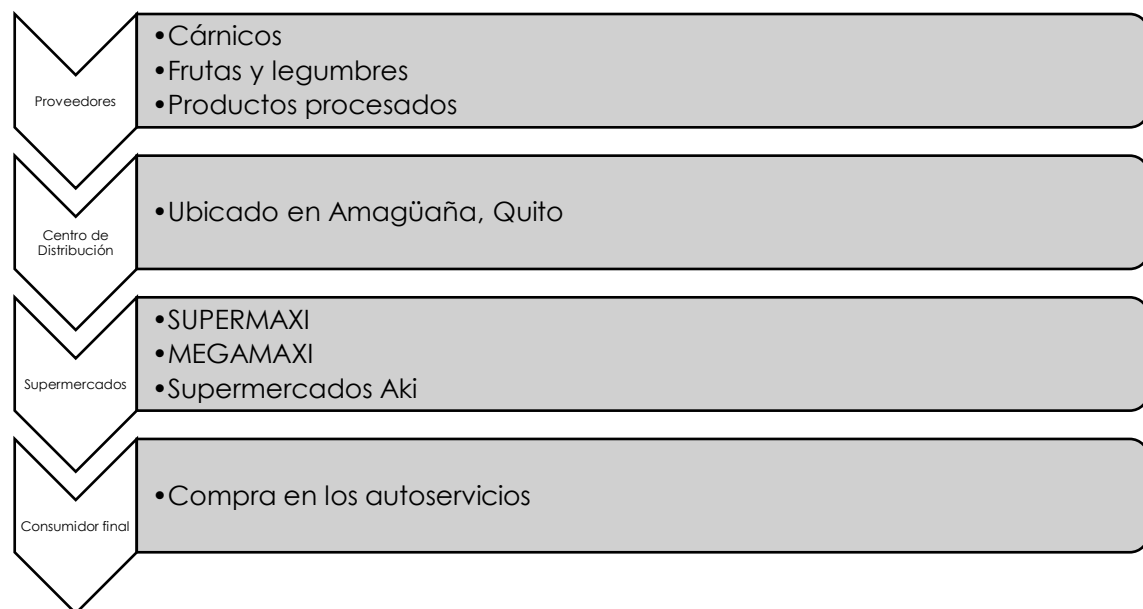 Proveedores
•Cárnicos
•Frutas y legumbres
•Productos procesados
Centro de
Distribución
•Ubicado en Amagüaña, Quito
Supermercados
•SUPERMAXI
•MEGAMAXI
•Supermercados Aki
Consumidor final
•Compra en los autoservicios